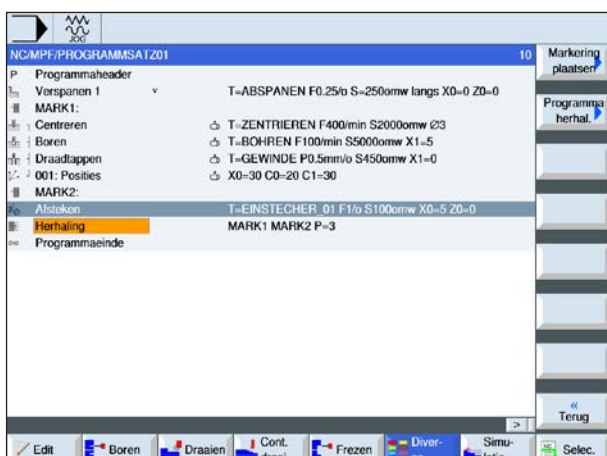 JOG
NC/MPF/PROGRAMMSATZ01 10
Markering plaatsen
P Programmaheader
Verspanen 1 v T=ABSPANEN F0.25/o S=250omw langs X0=0 Z0=0
MARK1:
Programma herhal.
Centreren T=ZENTRIEREN F400/min S2000omw Ø3
Boren T=BOHREN F100/min S5000omw X1=5
Draadtappen T=GEWINDE P0.5mm/o S450omw X1=0
001: Posities X0=30 C0=20 C1=30
MARK2:
Afsteken T=EINSTECHER_01 F1/o S100omw X0=5 Z0=0
Herhaling MARK1 MARK2 P=3
Programmaeinde
«
Terug
>
Edit Boren Draaien Cont. Frezen Diver- Simu- Selec.